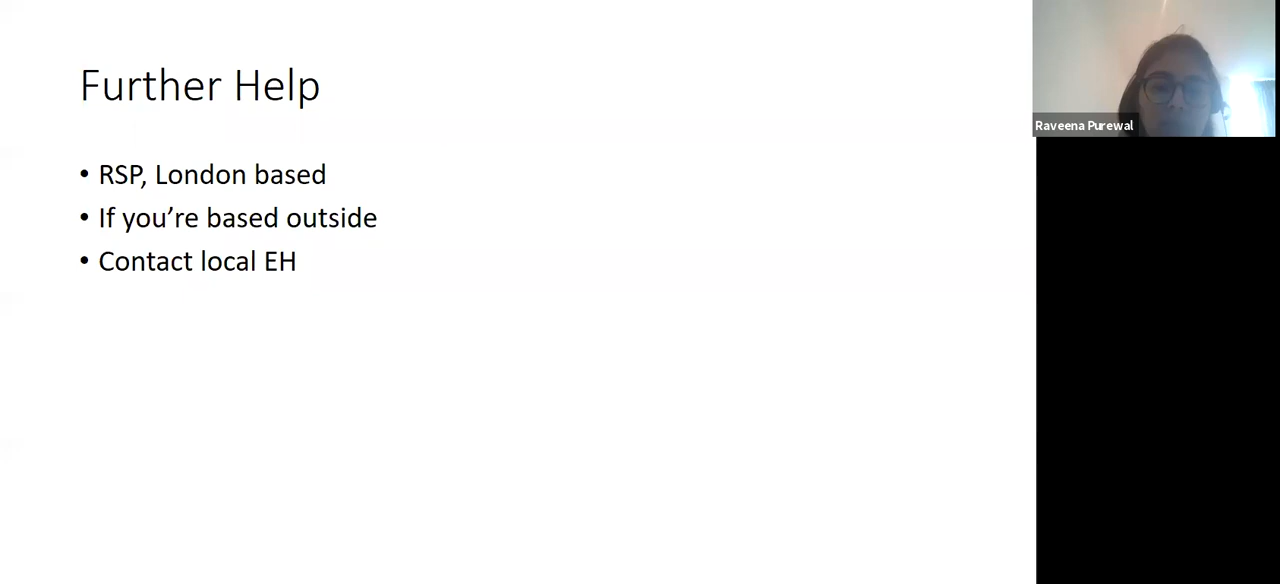 Further Help
• RSP, London based
• If you’re based outside
• Contact local EH
Raveena Purewal